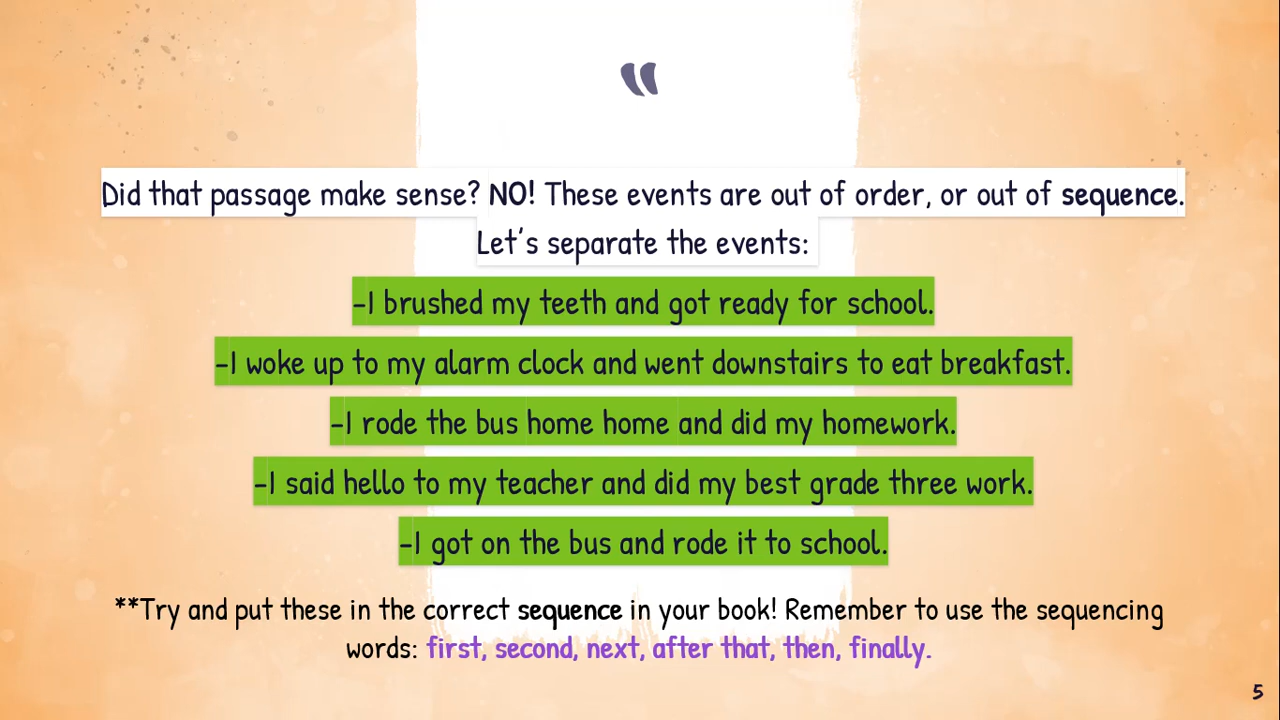 “
Did that passage make sense? NO! These events are out of order, or out of sequence.
Let's separate the events:
-I brushed my teeth and got ready for school.
-I woke up to my alarm clock and went downstairs to eat breakfast.
-I rode the bus home home and did my homework.
-I said hello to my teacher and did my best grade three work.
-I got on the bus and rode it to school.
**Try and put these in the correct sequence in your book! Remember to use the sequencing
words: first, second, next, after that, then, finally.
5